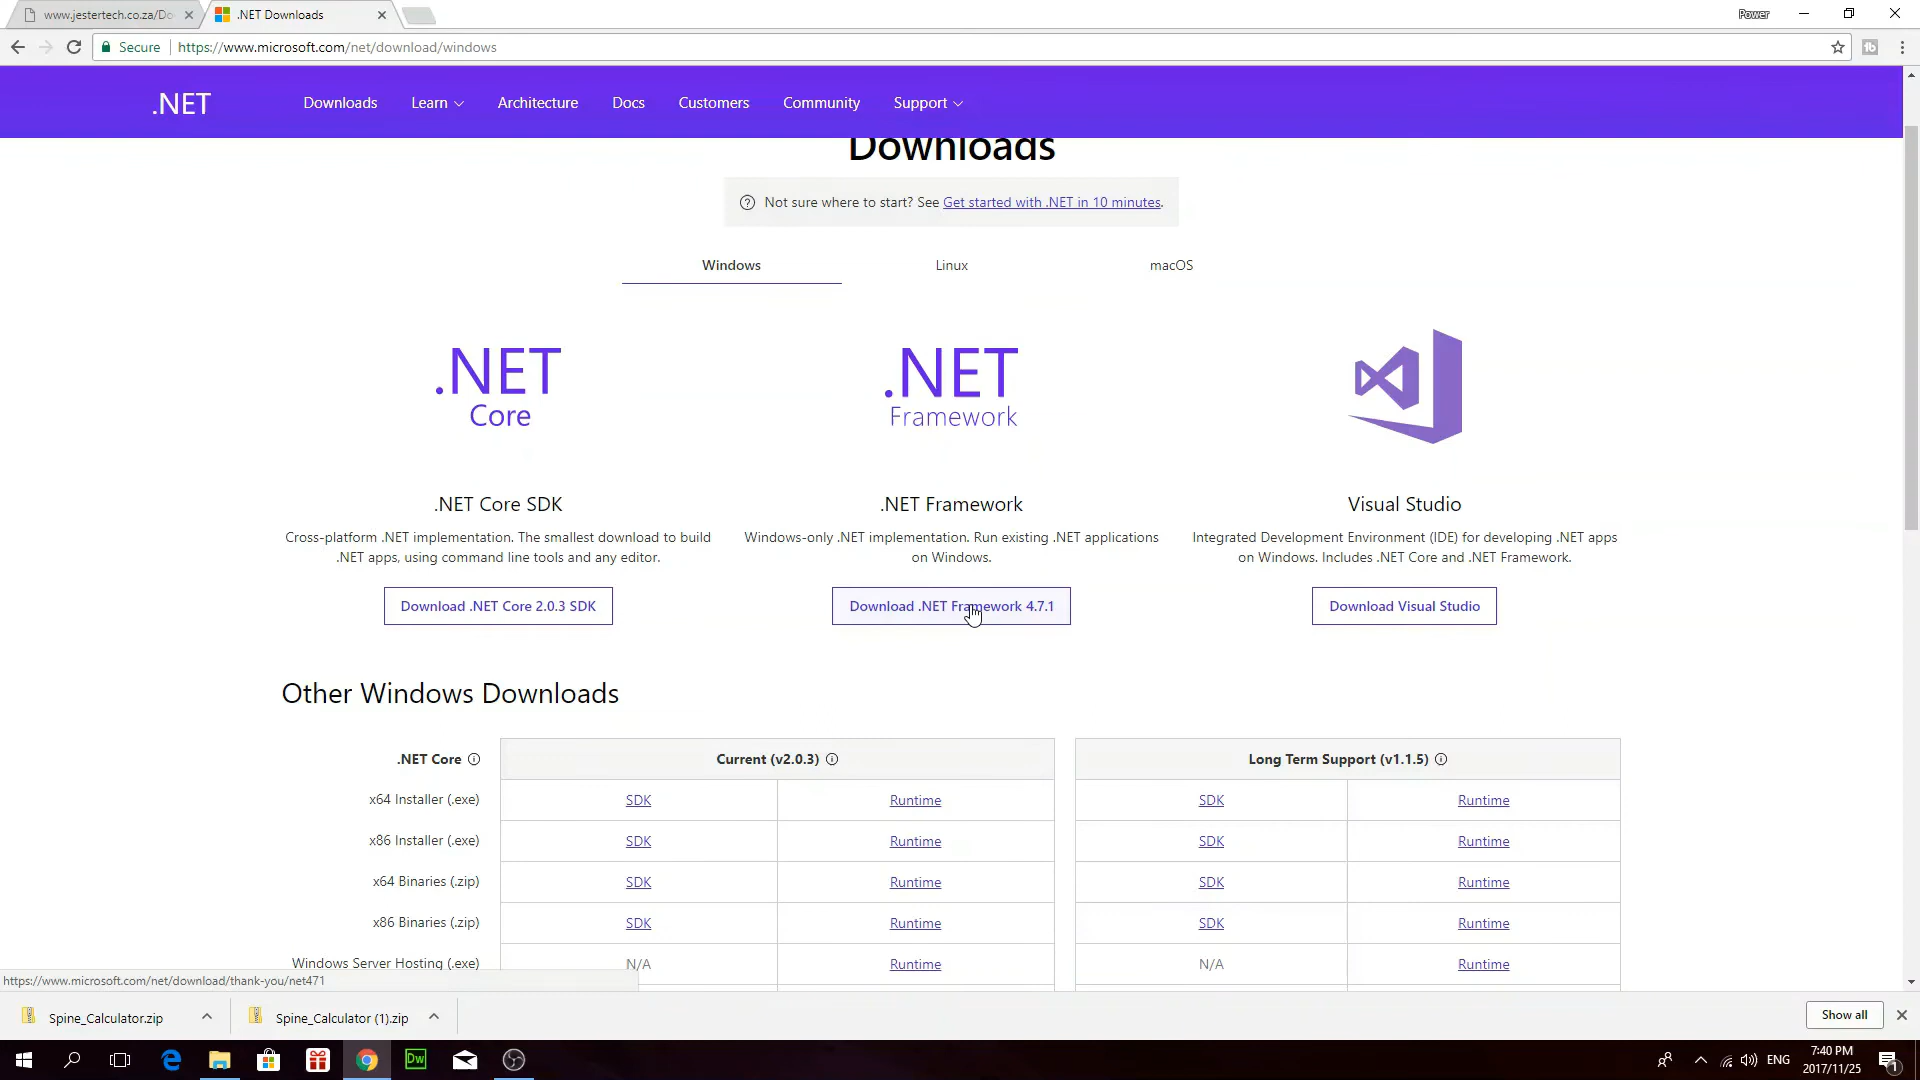 www.jestertech.co.za/Do
.NET Downloads
Power
Secure
https://www.microsoft.com/net/download/windows
.NET
Downloads
Learn
Architecture
Docs
Customers
Community
Support
Downloads
Not sure where to start? See Get started with .NET in 10 minutes.
Windows
Linux
macOS
.NET
Core
.NET
Framework
.NET Core SDK
Cross-platform .NET implementation. The smallest download to build
.NET apps, using command line tools and any editor.
Download .NET Core 2.0.3 SDK
.NET Framework
Windows-only .NET implementation. Run existing .NET applications
on Windows.
Download .NET Framework 4.7.1
Visual Studio
Integrated Development Environment (IDE) for developing .NET apps
on Windows. Includes .NET Core and .NET Framework.
Download Visual Studio
Other Windows Downloads
.NET Core
Current (v2.0.3)
Long Term Support (v1.1.5)
x64 Installer (.exe)
SDK
Runtime
SDK
Runtime
x86 Installer (.exe)
SDK
Runtime
SDK
Runtime
x64 Binaries (.zip)
SDK
Runtime
SDK
Runtime
x86 Binaries (.zip)
SDK
Runtime
SDK
Runtime
Windows Server Hosting (.exe)
N/A
Runtime
N/A
Runtime
https://www.microsoft.com/net/download/thank-you/net471
Spine_Calculator.zip
Spine_Calculator (1).zip
Show all
Dw
ENG
7:40 PM
2017/11/25
1